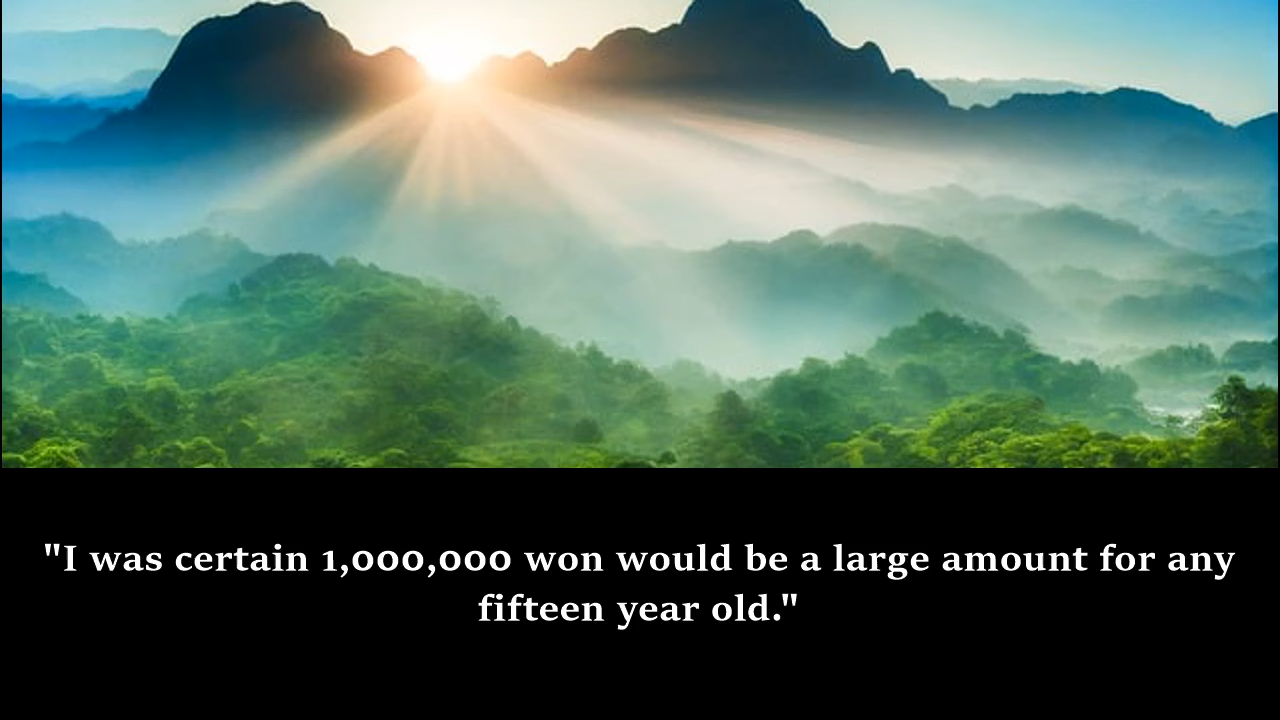 "I was certain 1,000,000 won would be a large amount for any
fifteen year old."